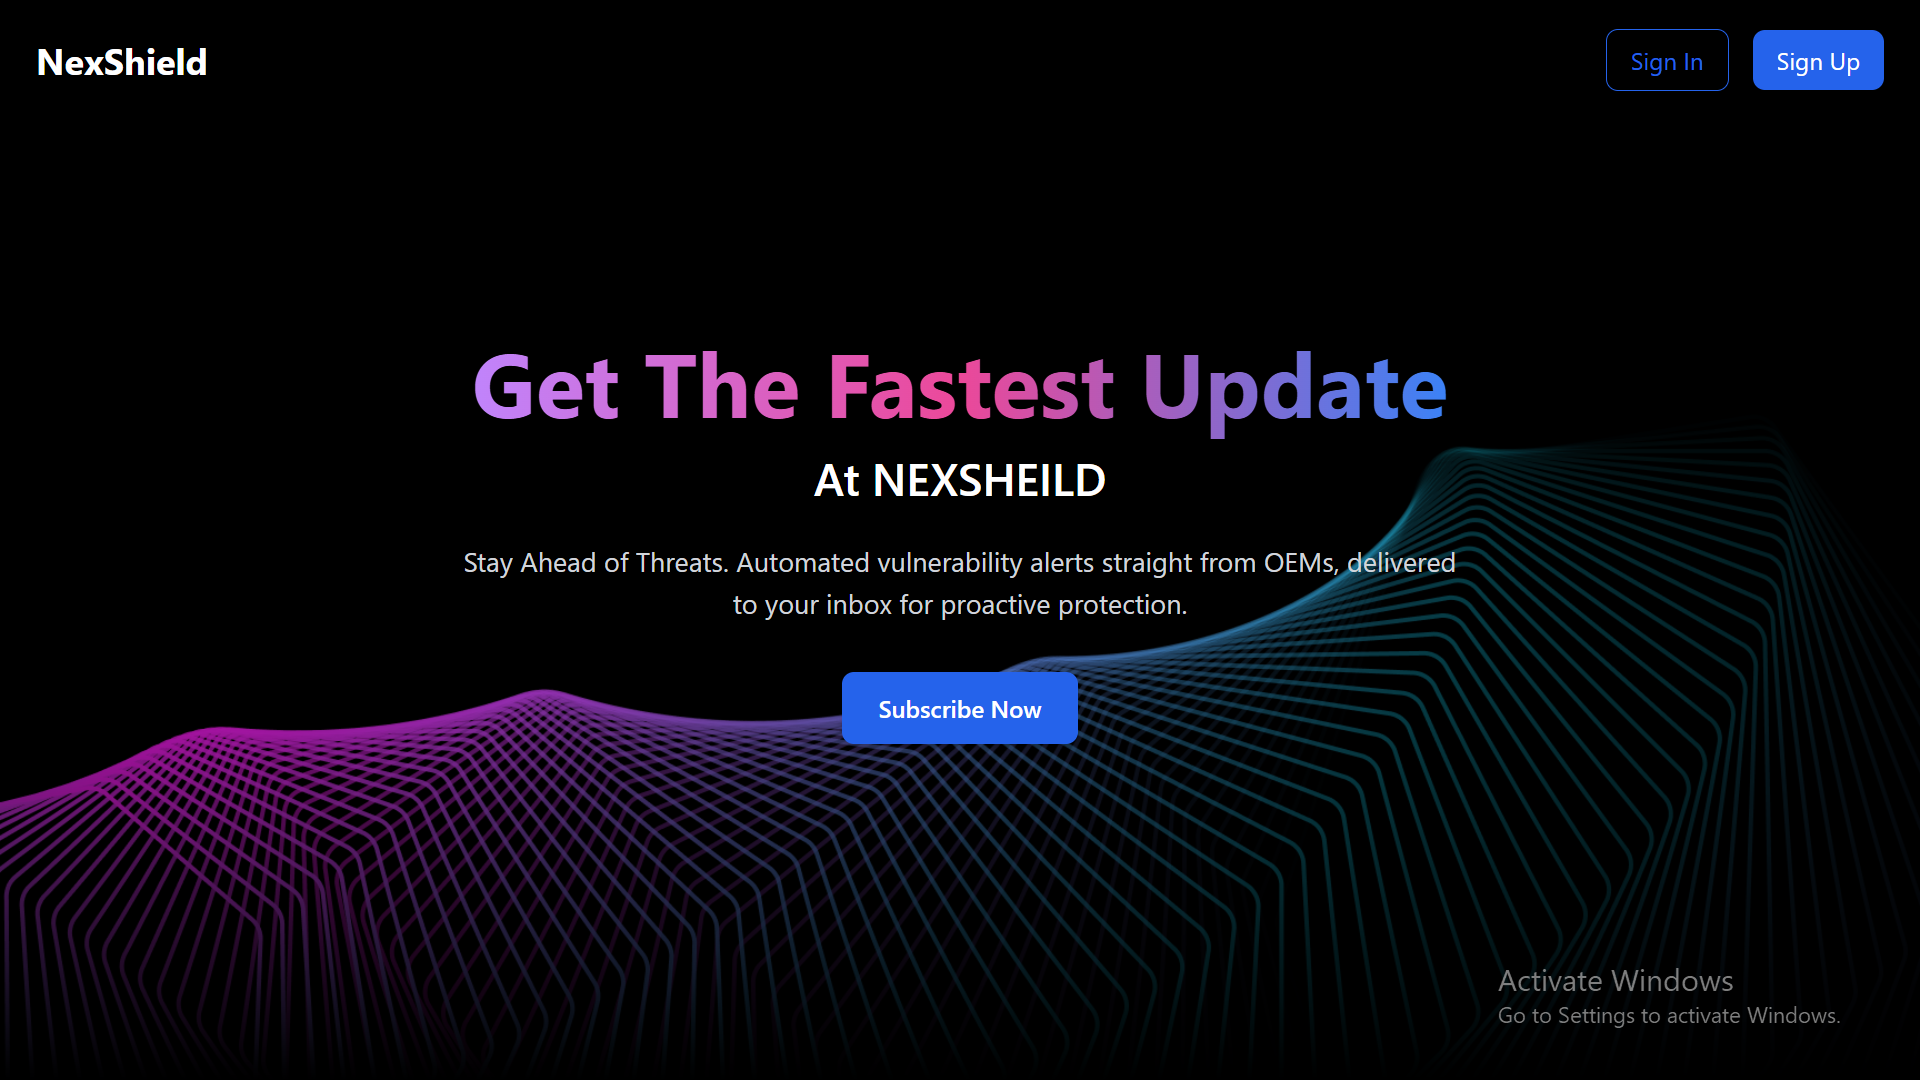 NexShield
Sign In
Sign Up
Get The Fastest Update
At NEXSHEILD
Stay Ahead of Threats. Automated vulnerability alerts straight from OEMs, delivered
to your inbox for proactive protection.
Subscribe Now
Activate Windows
Go to Settings to activate Windows.